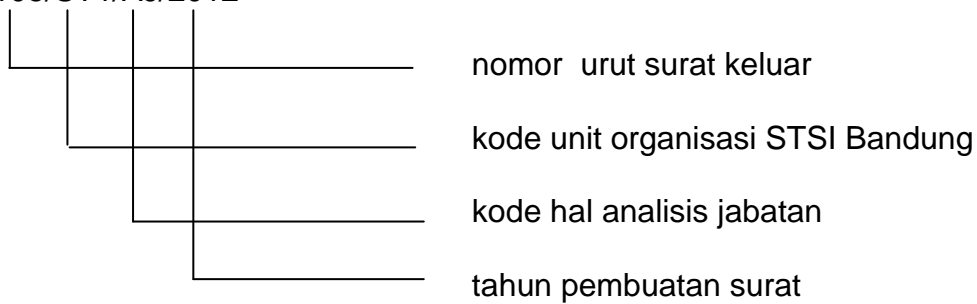 nomor urut surat keluar
kode unit organisasi STSI Bandung
kode hal analisis jabatan
tahun pembuatan surat